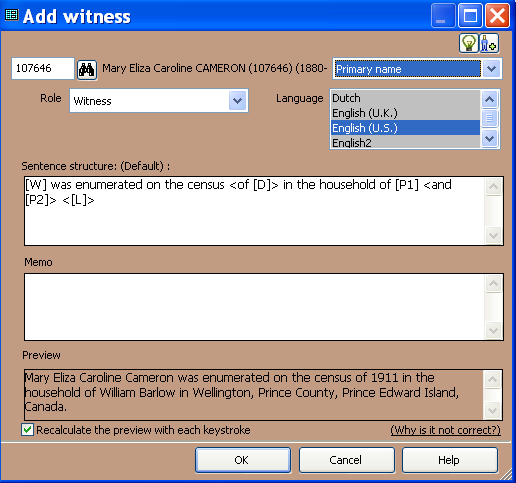 Add witness
107646 Mary Eliza Caroline CAMERON (107646) (1880- Primary name
Role Witness Language Dutch
English (U.K.)
English (U.S.)
English2
Sentence structure: (Default) :
[W] was enumerated on the census <of [D]> in the household of [P1] <and
[P2]> <[L]>
Memo
Preview
Mary Eliza Caroline Cameron was enumerated on the census of 1911 in the
household of William Barlow in Wellington, Prince County, Prince Edward Island,
Canada.
Recalculate the preview with each keystroke (Why is it not correct?)
OK Cancel Help